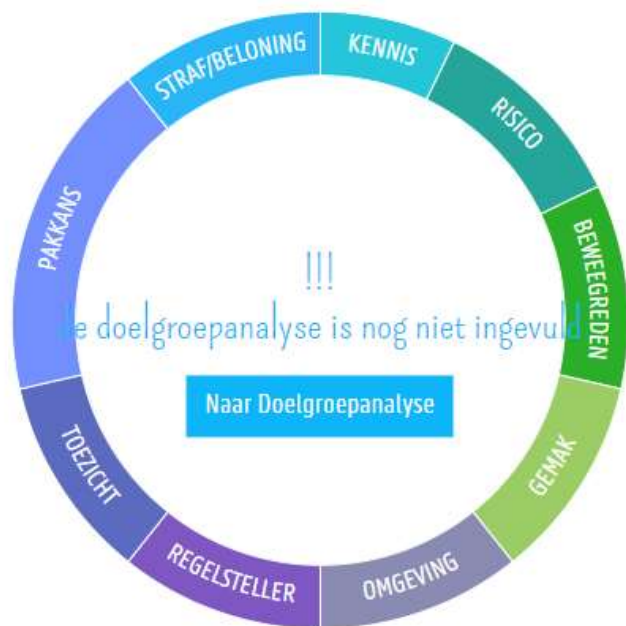 STRAF/BELONING
KENNIS
RISICO
BEWEEGREDEN
GEMAK
OMGEVING
REGELSTELLER
TOEZICHT
PAKKANS
!!!
de doelgroepanalyse is nog niet ingevuld
Naar Doelgroepanalyse